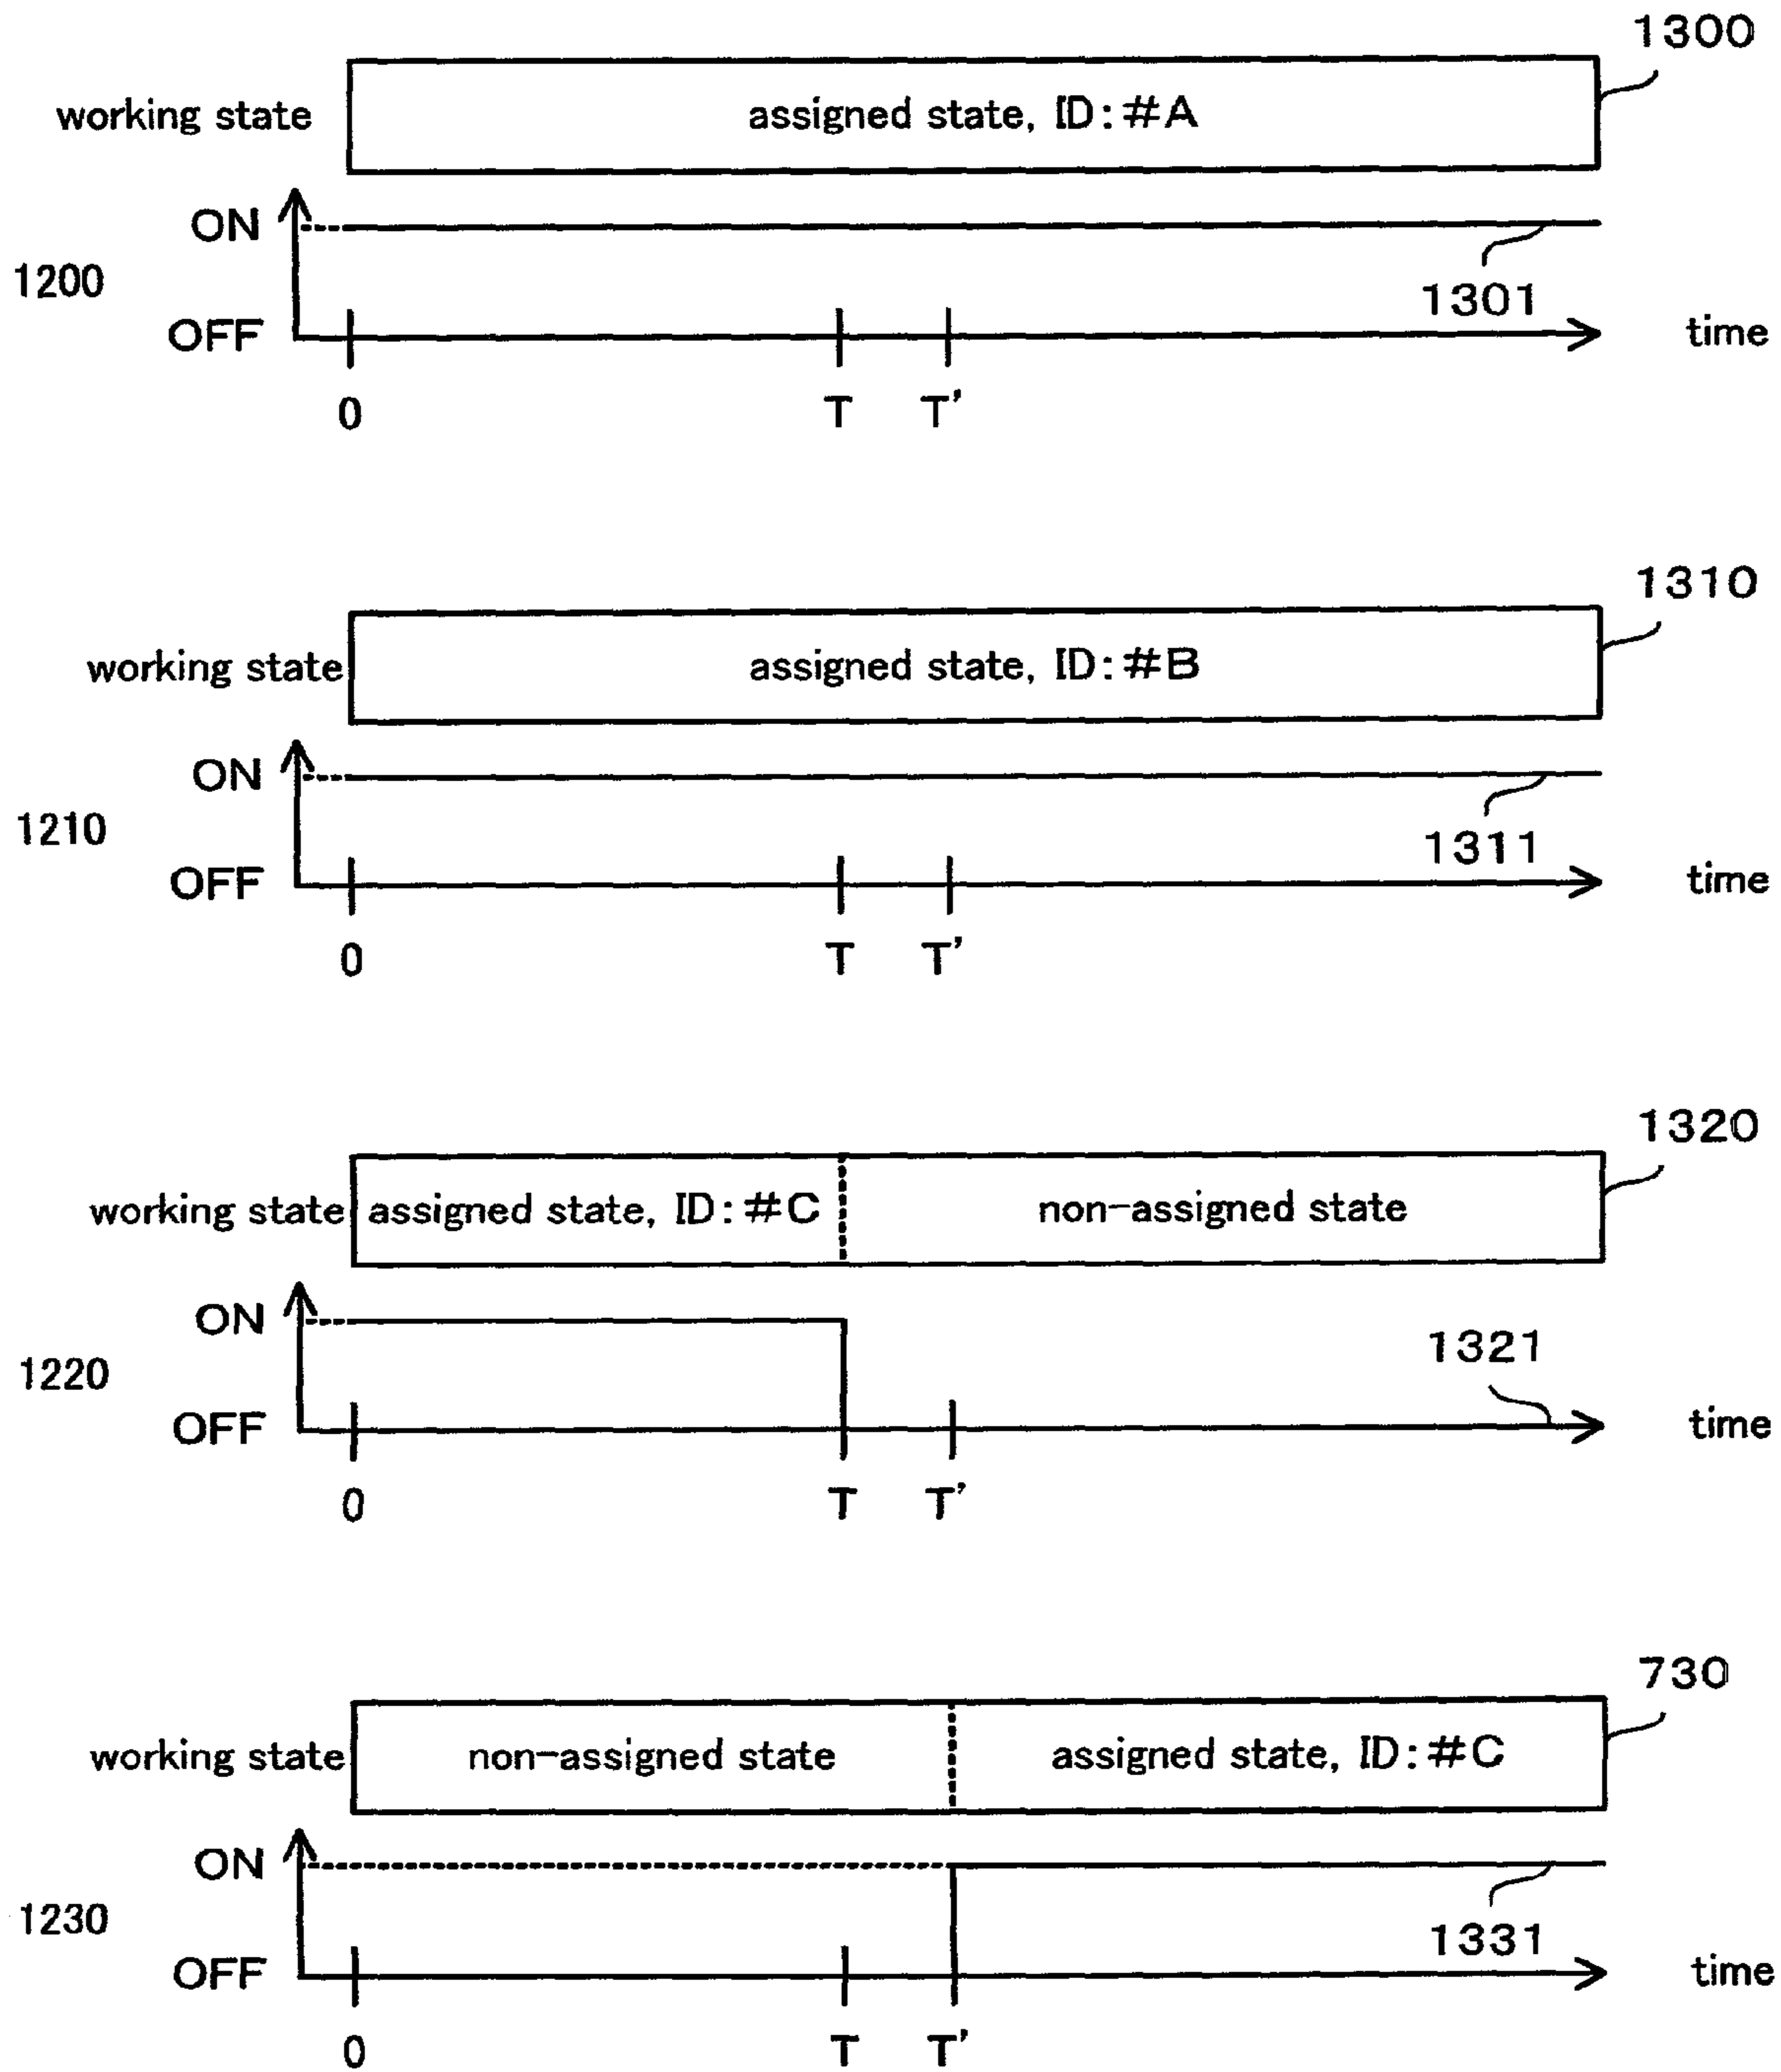 1300
working state assigned state, ID:#A
ON
1200
1301
OFF time
0 T T'
1310
working state assigned state, ID:#B
ON
1210
1311
OFF time
0 T T'
1320
working state assigned state, ID:#C non-assigned state
ON
1321
1220
OFF time
0 T T'
730
working state non-assigned state assigned state, ID:#C
ON
1230
1331
OFF time
0 T T'